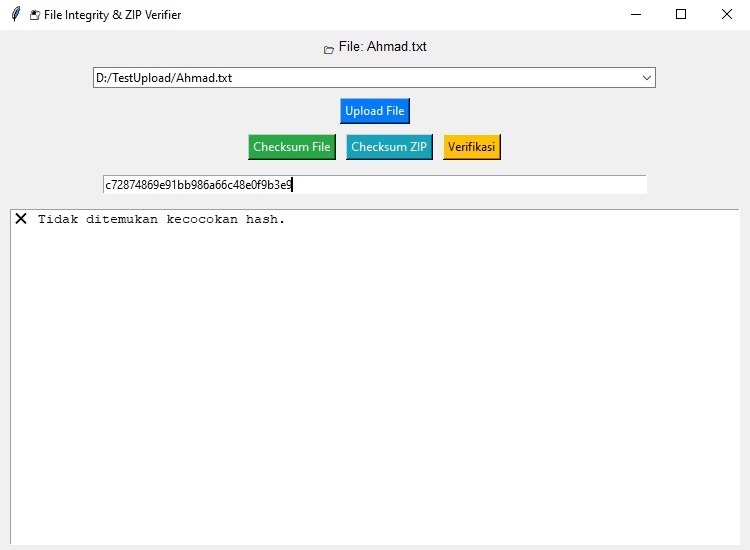 File Integrity & ZIP Verifier
File: Ahmad.txt
D:/TestUpload/Ahmad.txt
Upload File
Checksum File Checksum ZIP Verifikasi
c72874869e91bb986a66c48e0f9b3e9
Tidak ditemukan kecocokan hash.